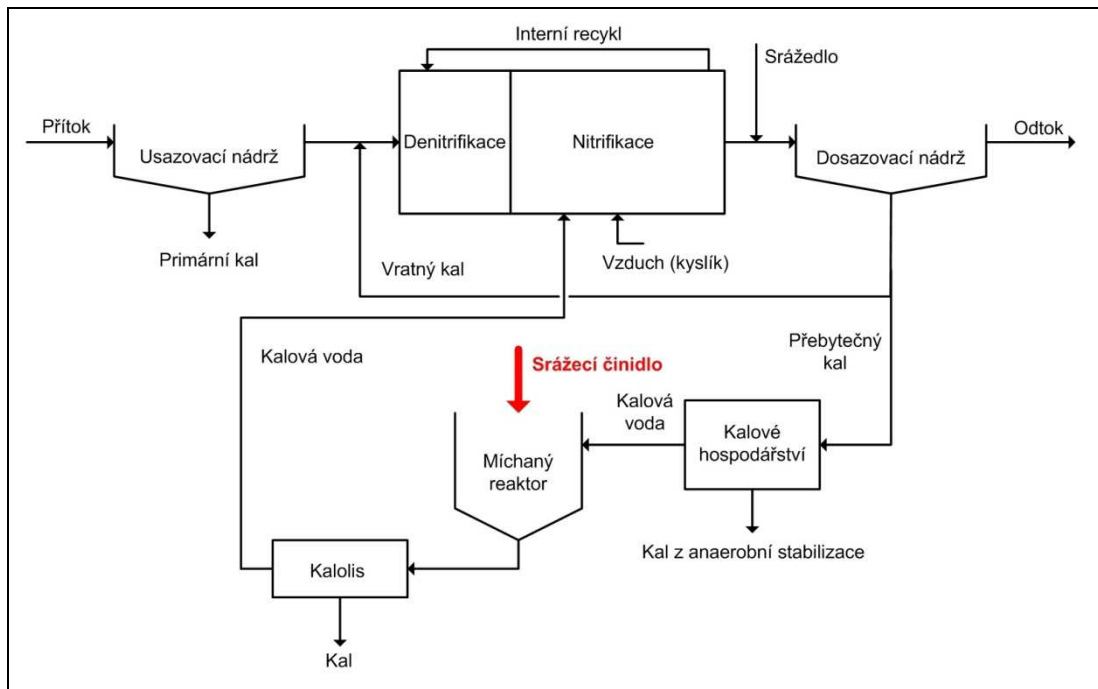 Interní recykl
Srážedlo
Přítok
Usazovací nádrž
Denitrifikace
Nitrifikace
Dosazovací nádrž
Odtok
Primární kal
Vratný kal
Vzduch (kyslík)
Kalová voda
Srážecí činidlo
Přebytečný
kal
Kalová
voda
Kalové
hospodářství
Míchaný
reaktor
Kal z anaerobní stabilizace
Kalolis
Kal